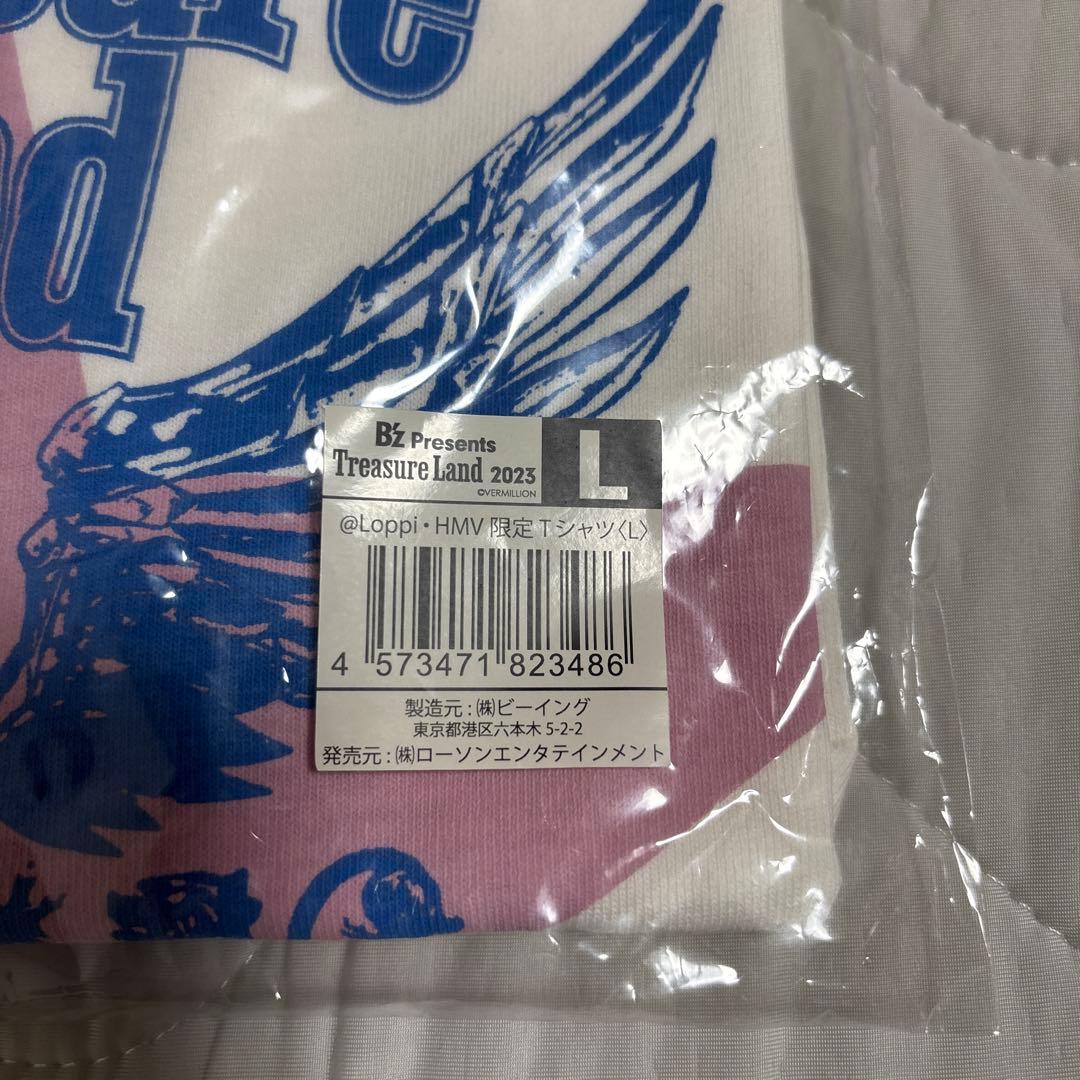 B'z Presents
Treasure Land 2023
©VERMILLION
L
@Loppi・HMV 限定Tシャツ〈L〉
4 573471 823486
製造元:㈱ビーイング
東京都港区六本木 5-2-2
発売元:㈱ローソンエンタテインメント